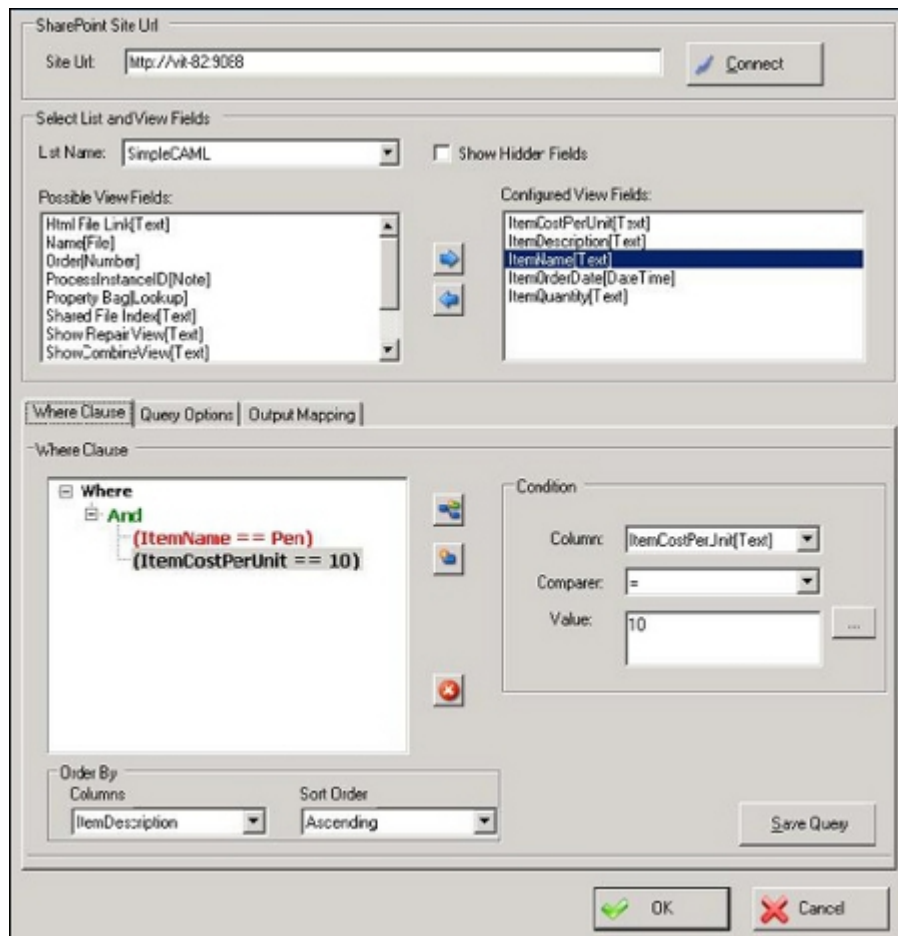 SharePoint Site Url
Site Url:
http://vit-82:9088
Connect
Select List and View Fields
List Name:
SimpleCAML
Show Hidden Fields
Possible View Fields:
Html File Link[Text]
Name[File]
Order[Number]
ProcessInstanceID[Note]
Property Bag[Lookup]
Shared File Index[Text]
Show Repair View[Text]
ShowCombineView[Text]
Configured View Fields:
ItemCostPerUnit[Text]
ItemDescription[Text]
ItemName[Text]
ItemOrderDate[DateTime]
ItemQuantity[Text]
Where Clause
Query Options
Output Mapping
Where Clause
Where
And
(ItemName == Pen)
(ItemCostPerUnit == 10)
Condition
Column:
ItemCostPerUnit[Text]
Comparer:
=
Value:
10
...
Order By
Columns
ItemDescription
Sort Order
Ascending
Save Query
OK
Cancel